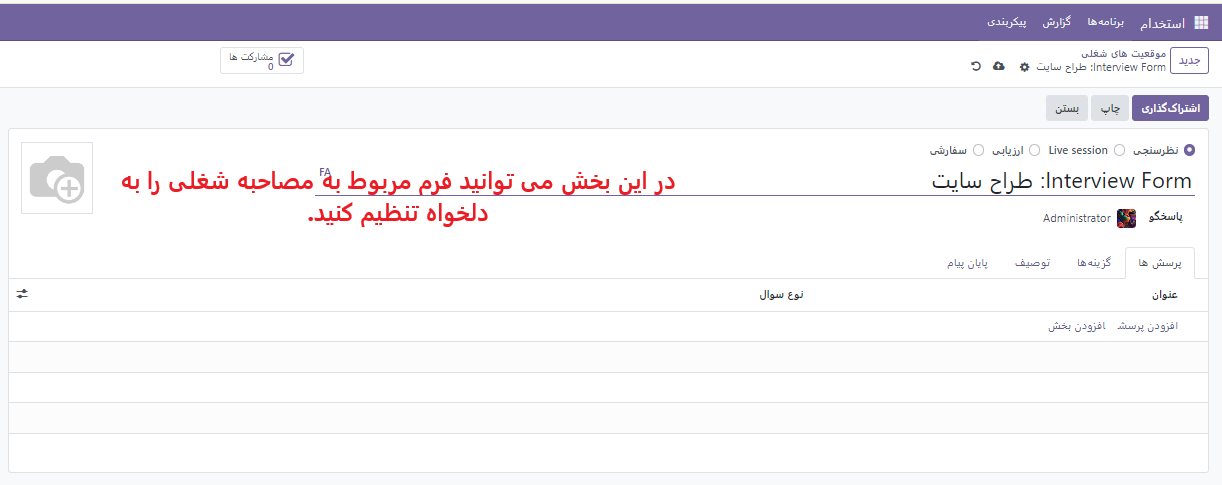 استخدام برنامه‌ها گزارش پیکربندی
جدید
موقعیت های شغلی
Interview Form: طراح سایت
مشارکت ها
0
اشتراک‌گذاری چاپ بستن
نظرسنجی Live session ارزیابی سفارشی
Interview Form: طراح سایت
FA
در این بخش می توانید فرم مربوط به مصاحبه شغلی را به
دلخواه تنظیم کنید.
پاسخگو Administrator
پرسش ها گزینه‌ها توصیف پایان پیام
عنوان نوع سوال
افزودن پرسش افزودن بخش